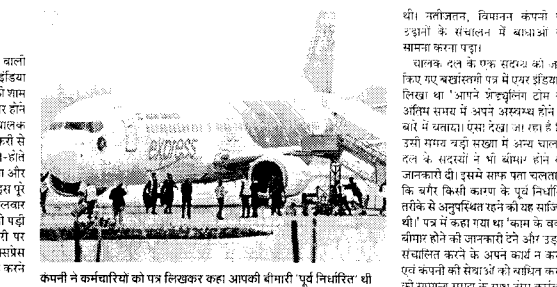 बाली
इंडिया
शाम
र होने
चालक
करी से
-होते
और
इस पूरे
लवार
पड़ी
री पर
सप्रेस
करने
express
कंपनी ने कर्मचारियों को पत्र लिखकर कहा आपकी बीमारी 'पूर्व निर्धारित' थी
थी। नतीजतन, विमानन कंपनी
उड़ानों के संचालन में बाधाओं
सामना करना पड़ा।
चालक दल के एक सदस्य को
किए गए बर्खास्तगी पत्र में एयर इंडिया
लिखा था 'आपने शेड्यूलिंग टीम
अंतिम समय में अपने अस्वस्थ होने
बारे में बताया। ऐसा देखा जा रहा है
उसी समय बड़ी संख्या में अन्य
दल के सदस्यों ने भी बीमार होने
जानकारी दी। इससे साफ पता चलता
कि बगैर किसी कारण के पूर्व
तरीके से अनुपस्थित रहने की यह
थी।' पत्र में कहा गया था 'काम के
बीमार होने की जानकारी देने और
संचालित करने के अपने कार्य न
एवं कंपनी की सेवाओं को बाधित